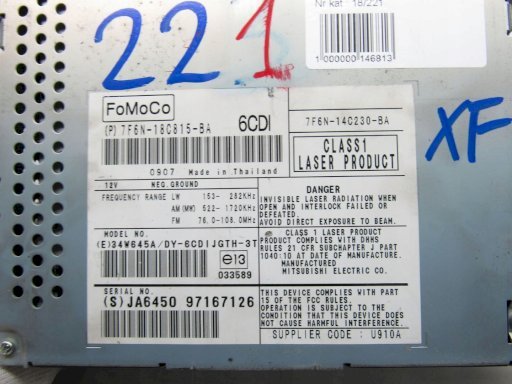 221
Nr kat : 18/221
1 000000 146813
XF
FoMoCo
(P) 7F6N-18C815-BA
6CDI
7F6N-14C230-BA
CLASS1
LASER PRODUCT
0907 Made in Thailand
12V NEG.GROUND
FREQUENCY RANGE LW 153- 282KHz
AM(MW) 522- 1720KHz
FM 76.0-108.0MHz
MODEL NO.
(E)34W645A/DY-6CDIJGTH-3T
e13
033589
SERIAL NO.
(S)JA6450 97167126
DANGER
INVISIBLE LASER RADIATION WHEN
OPEN AND INTERLOCK FAILED OR
DEFEATED.
AVOID DIRECT EXPOSURE TO BEAM.
CLASS 1 LASER PRODUCT
PRODUCT COMPLIES WITH DHHS
RULES 21 CFR SUBCHAPTER J PART
1040:10 AT DATE OF MANUFACTURE.
MANUFACTURED
MITSUBISHI ELECTRIC CO.
THIS DEVICE COMPLIES WITH PART
15 OF THE FCC RULES.
OPERATION IS SUBJECT TO THE
CONDITION THAT THIS DEVICE DOES
NOT CAUSE HARMFUL INTERFERENCE.
SUPPLIER CODE : U910A